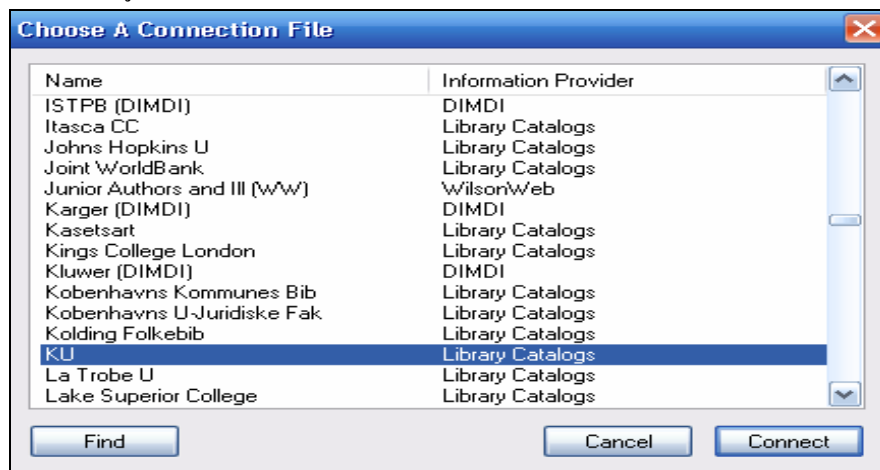 Choose A Connection File
Name Information Provider
ISTPB (DIMDI) DIMDI
Itasca CC Library Catalogs
Johns Hopkins U Library Catalogs
Joint WorldBank Library Catalogs
Junior Authors and Ill (WW) WilsonWeb
Karger (DIMDI) DIMDI
Kasetsart Library Catalogs
Kings College London Library Catalogs
Kluwer (DIMDI) DIMDI
Kobenhavns Kommunes Bib Library Catalogs
Kobenhavns U-Juridiske Fak Library Catalogs
Kolding Folkebib Library Catalogs
KU Library Catalogs
La Trobe U Library Catalogs
Lake Superior College Library Catalogs
Find Cancel Connect